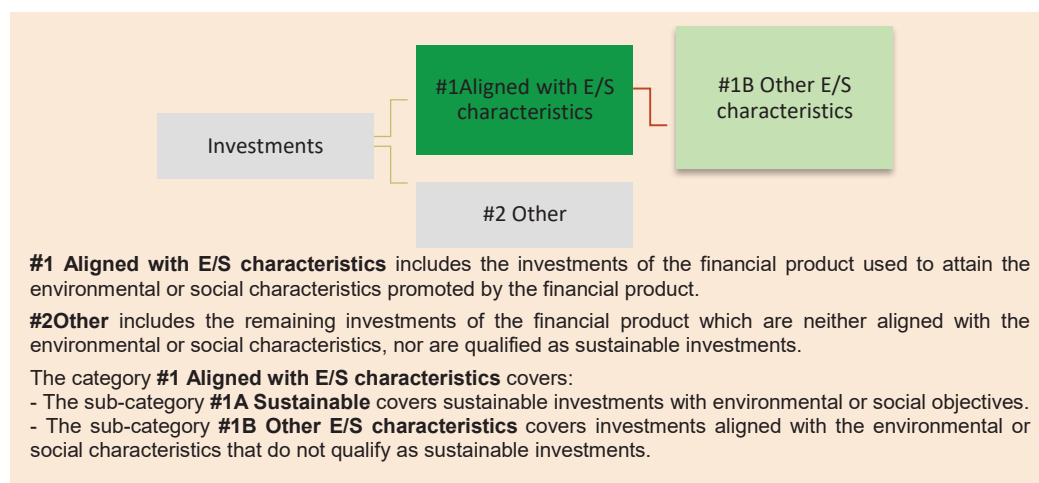 #1Aligned with E/S
characteristics
#1B Other E/S
characteristics
Investments
#2 Other
#1 Aligned with E/S characteristics includes the investments of the financial product used to attain the
environmental or social characteristics promoted by the financial product.
#2Other includes the remaining investments of the financial product which are neither aligned with the
environmental or social characteristics, nor are qualified as sustainable investments.
The category #1 Aligned with E/S characteristics covers:
- The sub-category #1A Sustainable covers sustainable investments with environmental or social objectives.
- The sub-category #1B Other E/S characteristics covers investments aligned with the environmental or
social characteristics that do not qualify as sustainable investments.